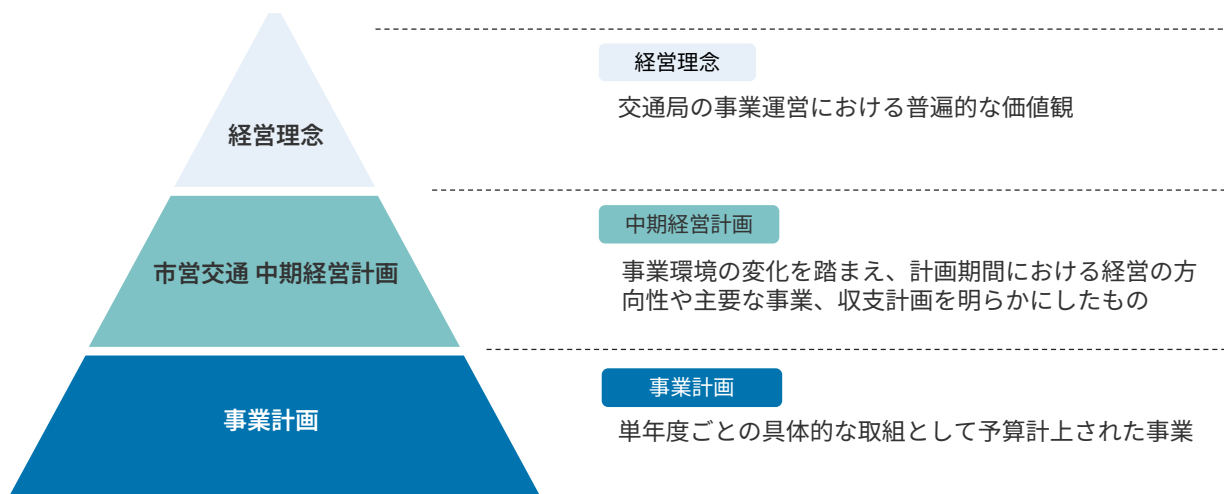 経営理念
経営理念
交通局の事業運営における普遍的な価値観
市営交通 中期経営計画
中期経営計画
事業環境の変化を踏まえ、計画期間における経営の方
向性や主要な事業、収支計画を明らかにしたもの
事業計画
事業計画
単年度ごとの具体的な取組として予算計上された事業